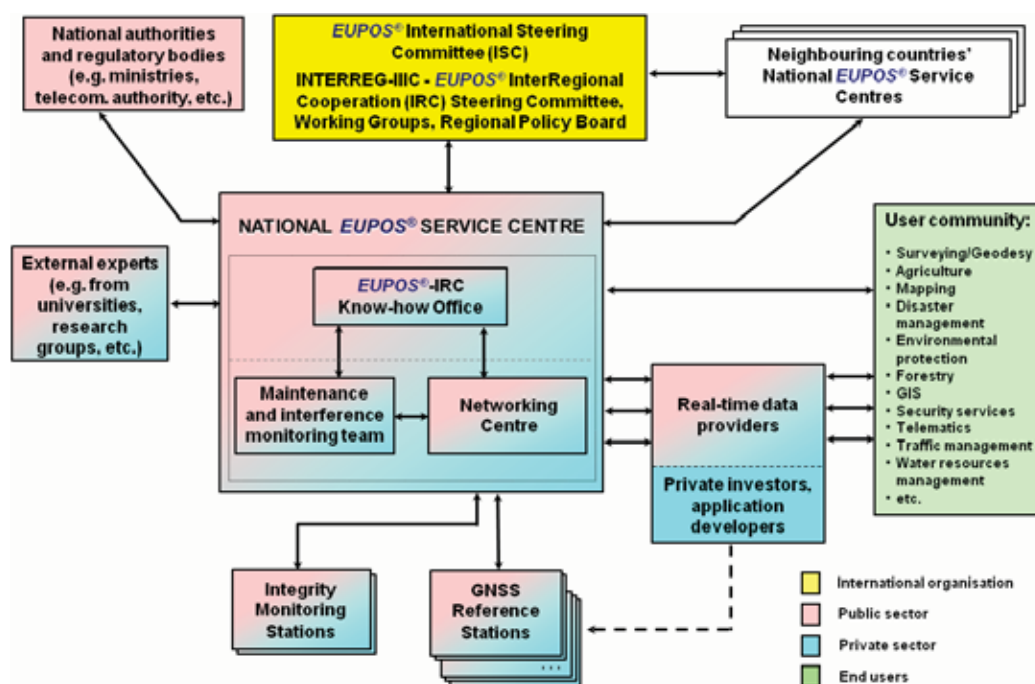 National authorities
and regulatory bodies
(e.g. ministries,
telecom. authority, etc.)
EUPOS® International Steering
Committee (ISC)
INTERREG-IIIC - EUPOS® InterRegional
Cooperation (IRC) Steering Committee,
Working Groups, Regional Policy Board
Neighbouring countries'
National EUPOS® Service
Centres
NATIONAL EUPOS® SERVICE CENTRE
External experts
(e.g. from
universities,
research
groups, etc.)
EUPOS®-IRC
Know-how Office
Maintenance
and interference
monitoring team
Networking
Centre
Real-time data
providers
Private investors,
application
developers
User community:
• Surveying/Geodesy
• Agriculture
• Mapping
• Disaster
management
• Environmental
protection
• Forestry
• GIS
• Security services
• Telematics
• Traffic management
• Water resources
management
• etc.
Integrity
Monitoring
Stations
GNSS
Reference
Stations
...
International organisation
Public sector
Private sector
End users